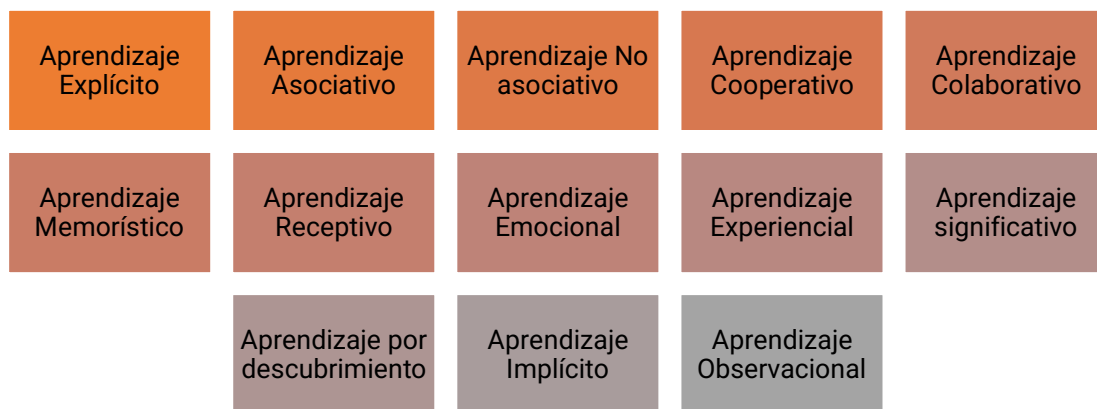 Aprendizaje
Explícito
Aprendizaje
Asociativo
Aprendizaje No
asociativo
Aprendizaje
Cooperativo
Aprendizaje
Colaborativo
Aprendizaje
Memorístico
Aprendizaje
Receptivo
Aprendizaje
Emocional
Aprendizaje
Experiencial
Aprendizaje
significativo
Aprendizaje por
descubrimiento
Aprendizaje
Implícito
Aprendizaje
Observacional